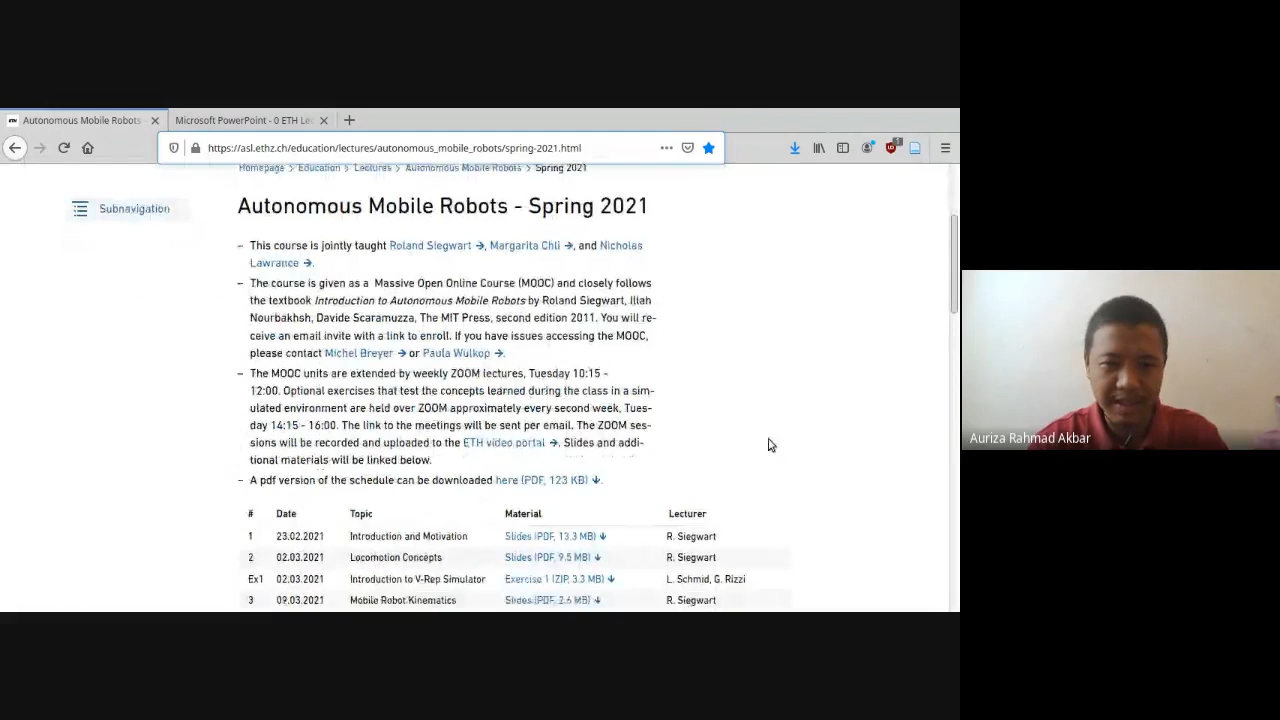 Autonomous Mobile Robots -
Microsoft PowerPoint - 0 ETH Le
https://asl.ethz.ch/education/lectures/autonomous_mobile_robots/spring-2021.html
Homepage > Education > Lectures > Autonomous Mobile Robots > Spring 2021
Subnavigation
Autonomous Mobile Robots - Spring 2021
– This course is jointly taught Roland Siegwart →, Margarita Chli →, and Nicholas
Lawrance →.
– The course is given as a Massive Open Online Course (MOOC) and closely follows
the textbook Introduction to Autonomous Mobile Robots by Roland Siegwart, Illah
Nourbakhsh, Davide Scaramuzza, The MIT Press, second edition 2011. You will re-
ceive an email invite with a link to enroll. If you have issues accessing the MOOC,
please contact Michel Breyer → or Paula Wulkop →.
– The MOOC units are extended by weekly ZOOM lectures, Tuesday 10:15 -
12:00. Optional exercises that test the concepts learned during the class in a sim-
ulated environment are held over ZOOM approximately every second week, Tues-
day 14:15 - 16:00. The link to the meetings will be sent per email. The ZOOM ses-
sions will be recorded and uploaded to the ETH video portal →. Slides and addi-
tional materials will be linked below.
– A pdf version of the schedule can be downloaded here (PDF, 123 KB) ↓.
# Date Topic Material Lecturer
1 23.02.2021 Introduction and Motivation Slides (PDF, 13.3 MB) ↓ R. Siegwart
2 02.03.2021 Locomotion Concepts Slides (PDF, 9.5 MB) ↓ R. Siegwart
Ex1 02.03.2021 Introduction to V-Rep Simulator Exercise 1 (ZIP, 3.3 MB) ↓ L. Schmid, G. Rizzi
3 09.03.2021 Mobile Robot Kinematics Slides (PDF, 2.6 MB) ↓ R. Siegwart
Auriza Rahmad Akbar